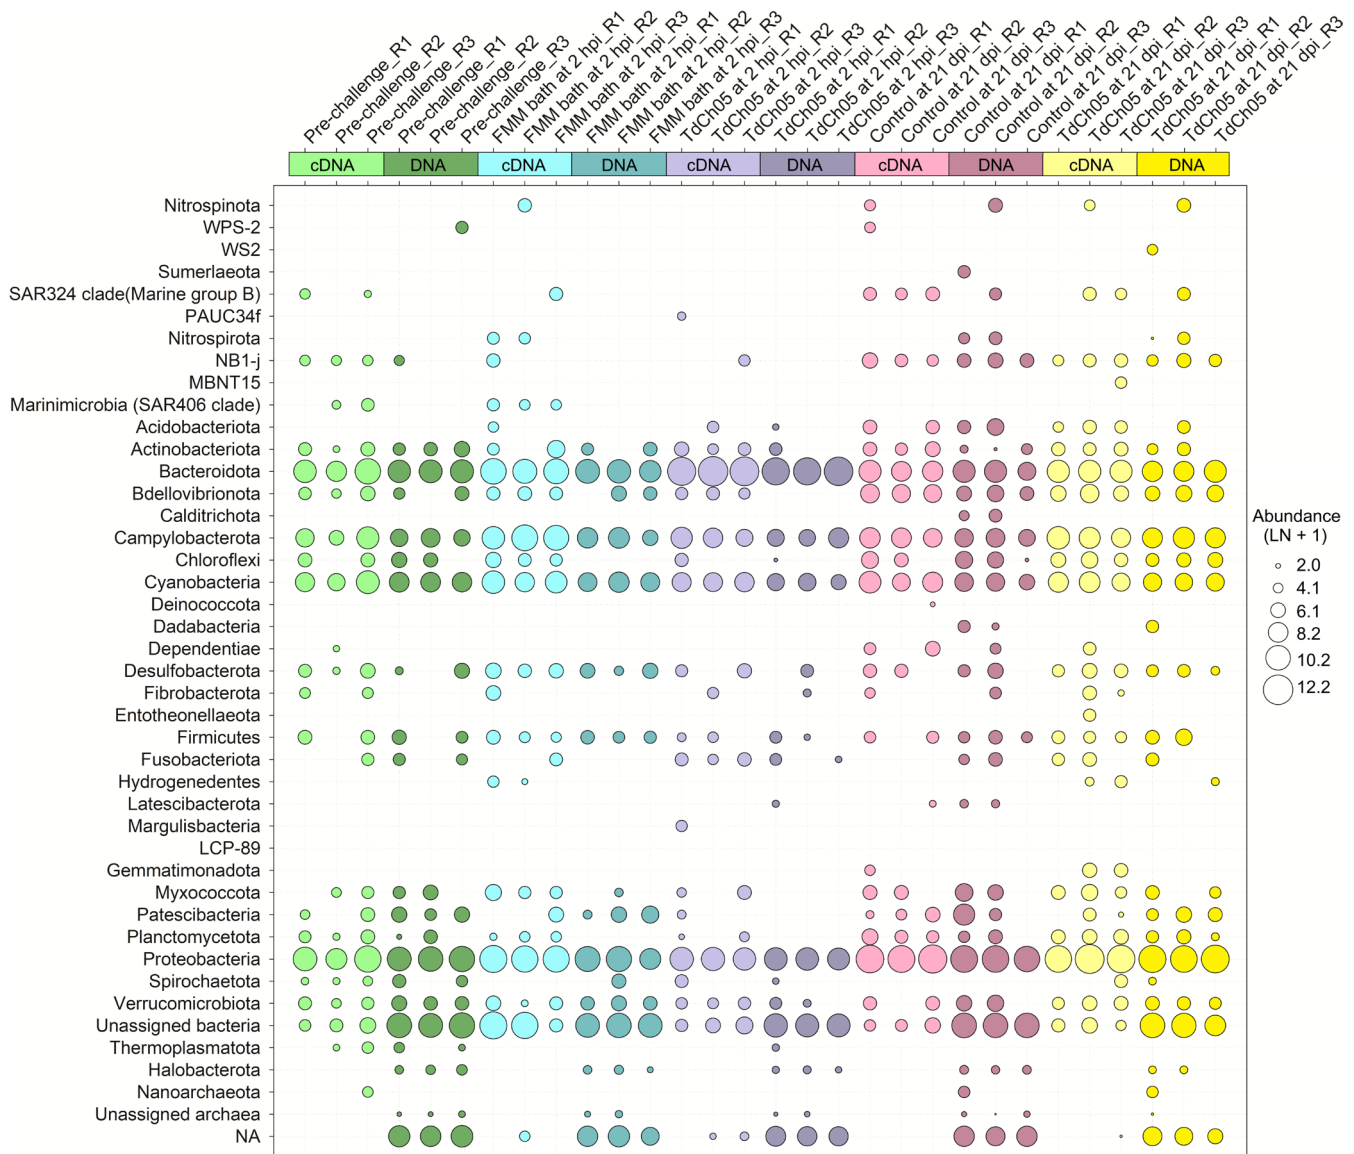 Pre-challenge_R1
Pre-challenge_R2
Pre-challenge_R3
Pre-challenge_R1
Pre-challenge_R2
Pre-challenge_R3
FMM bath at 2 hpi_R1
FMM bath at 2 hpi_R2
FMM bath at 2 hpi_R3
FMM bath at 2 hpi_R1
FMM bath at 2 hpi_R2
FMM bath at 2 hpi_R3
TdCh05 at 2 hpi_R1
TdCh05 at 2 hpi_R2
TdCh05 at 2 hpi_R3
TdCh05 at 2 hpi_R1
TdCh05 at 2 hpi_R2
TdCh05 at 2 hpi_R3
Control at 21 dpi_R1
Control at 21 dpi_R2
Control at 21 dpi_R3
Control at 21 dpi_R1
Control at 21 dpi_R2
Control at 21 dpi_R3
TdCh05 at 21 dpi_R1
TdCh05 at 21 dpi_R2
TdCh05 at 21 dpi_R3
TdCh05 at 21 dpi_R1
TdCh05 at 21 dpi_R2
TdCh05 at 21 dpi_R3
cDNA DNA cDNA DNA cDNA DNA cDNA DNA cDNA DNA
Nitrospinota
WPS-2
WS2
Sumerlaeota
SAR324 clade(Marine group B)
PAUC34f
Nitrospirota
NB1-j
MBNT15
Marinimicrobia (SAR406 clade)
Acidobacteriota
Actinobacteriota
Bacteroidota
Bdellovibrionota
Calditrichota
Campylobacterota
Chloroflexi
Cyanobacteria
Deinococcota
Dadabacteria
Dependentiae
Desulfobacterota
Fibrobacterota
Entotheonellaeota
Firmicutes
Fusobacteriota
Hydrogenedentes
Latescibacterota
Margulisbacteria
LCP-89
Gemmatimonadota
Myxococcota
Patescibacteria
Planctomycetota
Proteobacteria
Spirochaetota
Verrucomicrobiota
Unassigned bacteria
Thermoplasmatota
Halobacterota
Nanoarchaeota
Unassigned archaea
NA
Abundance
(LN + 1)
2.0
4.1
6.1
8.2
10.2
12.2